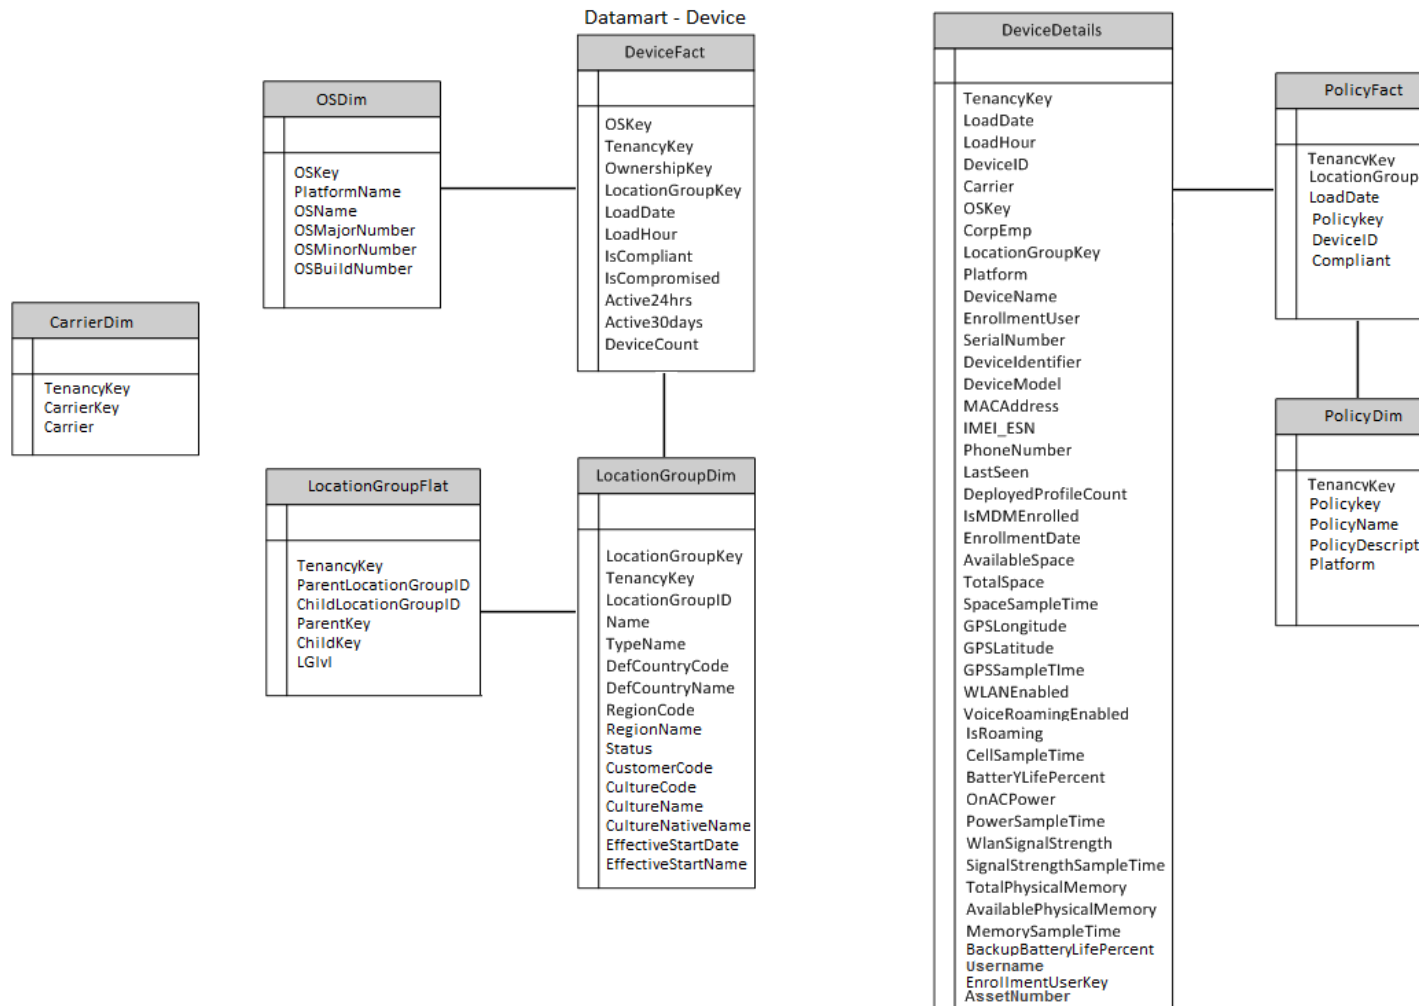 Datamart - Device
DeviceFact
OSKey
TenancyKey
OwnershipKey
LocationGroupKey
LoadDate
LoadHour
IsCompliant
IsCompromised
Active24hrs
Active30days
DeviceCount
OSDim
OSKey
PlatformName
OSName
OSMajorNumber
OSMinorNumber
OSBuildNumber
CarrierDim
TenancyKey
CarrierKey
Carrier
LocationGroupFlat
TenancyKey
ParentLocationGroupID
ChildLocationGroupID
ParentKey
ChildKey
LGlvl
LocationGroupDim
LocationGroupKey
TenancyKey
LocationGroupID
Name
TypeName
DefCountryCode
DefCountryName
RegionCode
RegionName
Status
CustomerCode
CultureCode
CultureName
CultureNativeName
EffectiveStartDate
EffectiveStartName
DeviceDetails
TenancyKey
LoadDate
LoadHour
DeviceID
Carrier
OSKey
CorpEmp
LocationGroupKey
Platform
DeviceName
EnrollmentUser
SerialNumber
DeviceIdentifier
DeviceModel
MACAddress
IMEI_ESN
PhoneNumber
LastSeen
DeployedProfileCount
IsMDMEnrolled
EnrollmentDate
AvailableSpace
TotalSpace
SpaceSampleTime
GPSLongitude
GPSLatitude
GPSSampleTIme
WLANEnabled
VoiceRoamingEnabled
IsRoaming
CellSampleTime
BatterYLifePercent
OnACPower
PowerSampleTime
WlanSignalStrength
SignalStrengthSampleTime
TotalPhysicalMemory
AvailablePhysicalMemory
MemorySampleTime
BackupBatteryLifePercent
Username
EnrollmentUserKey
AssetNumber
PolicyFact
TenancyKey
LocationGroup
LoadDate
Policykey
DeviceID
Compliant
PolicyDim
TenancyKey
Policykey
PolicyName
PolicyDescript
Platform